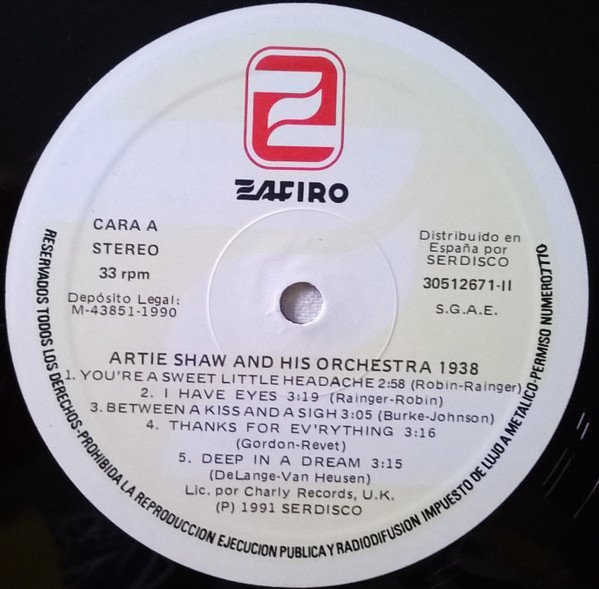 ZAFIRO
CARA A
STEREO
33 rpm
Depósito Legal:
M-43851-1990
Distribuido en
España por
SERDISCO
30512671-II
S.G.A.E.
ARTIE SHAW AND HIS ORCHESTRA 1938
1. YOU'RE A SWEET LITTLE HEADACHE 2:58 (Robin-Rainger)
2. I HAVE EYES 3:19 (Rainger-Robin)
3. BETWEEN A KISS AND A SIGH 3:05 (Burke-Johnson)
4. THANKS FOR EV'RYTHING 3:16
(Gordon-Revet)
5. DEEP IN A DREAM 3:15
(DeLange-Van Heusen)
Lic. por Charly Records, U.K.
(P) 1991 SERDISCO
RESERVADOS TODOS LOS DERECHOS-PROHIBIDA LA REPRODUCCION EJECUCION PUBLICA Y RADIODIFUSION IMPUESTO DE LUJO A METALICO-PERMISO NUMERO7770